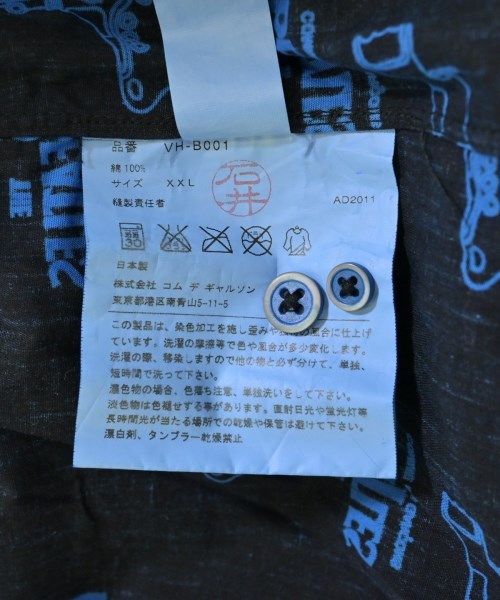 品番 VH-B001
綿 100%
サイズ XXL
石井
縫製責任者 AD2011
日本製
株式会社 コム デ ギャルソン
東京都港区南青山5-11-5
この製品は、染色加工を施し歪みや 風合に仕上げ
ています。洗濯の摩擦等で色や風合が多少変化します。
洗濯の際、移染しますので他の物と必ず分けて、単独、
短時間で洗って下さい。
濃色物の場合、色落ち注意、単独洗いをして下さい。
淡色物は色褪せする事があります。直射日光や蛍光灯等
長時間光が当たる場所での乾燥や保管は避けて下さい。
漂白剤、タンブラー乾燥禁止